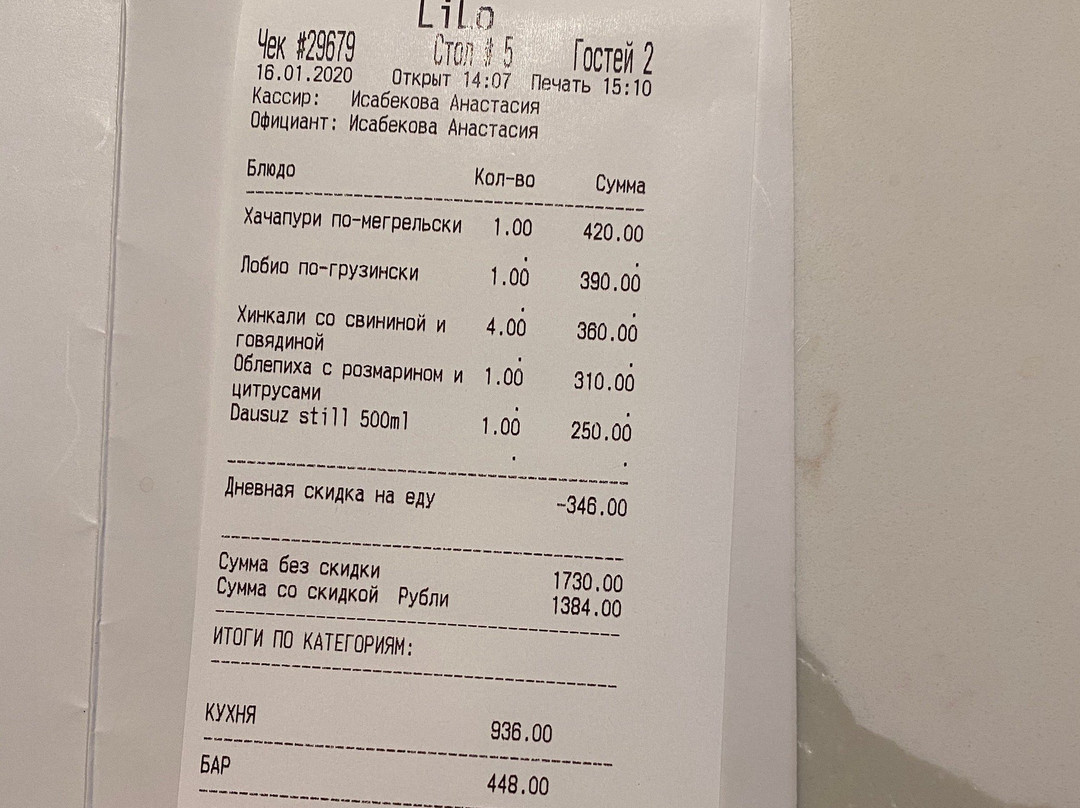 LiLo
Чек #29679 Стол # 5 Гостей 2
16.01.2020 Открыт 14:07 Печать 15:10
Кассир: Исабекова Анастасия
Официант: Исабекова Анастасия
Блюдо Кол-во Сумма
Хачапури по-мегрельски 1.00 420.00
Лобио по-грузински 1.00 390.00
Хинкали со свининой и 4.00 360.00
говядиной
Облепиха с розмарином и 1.00 310.00
цитрусами
Dausuz still 500ml 1.00 250.00
Дневная скидка на еду -346.00
Сумма без скидки 1730.00
Сумма со скидкой Рубли 1384.00
ИТОГИ ПО КАТЕГОРИЯМ:
КУХНЯ 936.00
БАР 448.00